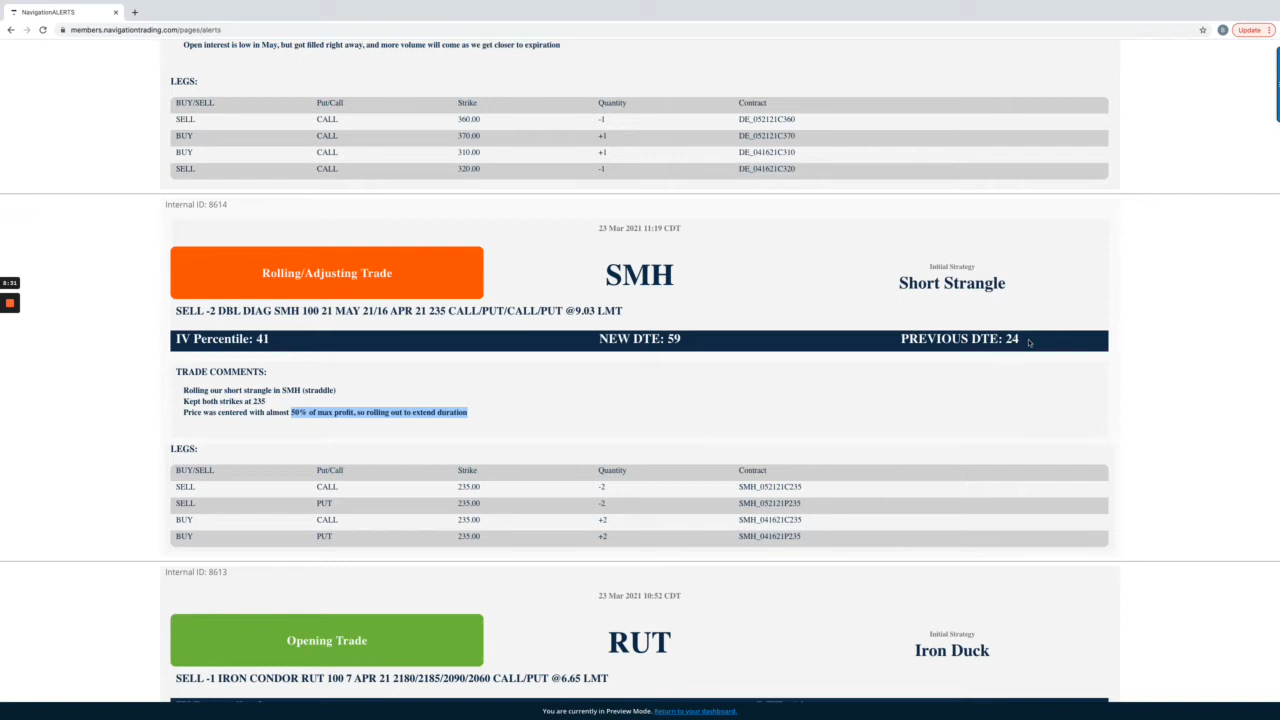 NavigationALERTS
members.navigationtrading.com/pages/alerts
S
Update
Open interest is low in May, but got filled right away, and more volume will come as we get closer to expiration
LEGS:
BUY/SELL Put/Call Strike Quantity Contract
SELL CALL 360.00 -1 DE_052121C360
BUY CALL 370.00 +1 DE_052121C370
BUY CALL 310.00 +1 DE_041621C310
SELL CALL 320.00 -1 DE_041621C320
Internal ID: 8614
23 Mar 2021 11:19 CDT
Rolling/Adjusting Trade SMH Initial Strategy
Short Strangle
8:31
SELL -2 DBL DIAG SMH 100 21 MAY 21/16 APR 21 235 CALL/PUT/CALL/PUT @9.03 LMT
IV Percentile: 41 NEW DTE: 59 PREVIOUS DTE: 24
TRADE COMMENTS:
Rolling our short strangle in SMH (straddle)
Kept both strikes at 235
Price was centered with almost 50% of max profit, so rolling out to extend duration
LEGS:
BUY/SELL Put/Call Strike Quantity Contract
SELL CALL 235.00 -2 SMH_052121C235
SELL PUT 235.00 -2 SMH_052121P235
BUY CALL 235.00 +2 SMH_041621C235
BUY PUT 235.00 +2 SMH_041621P235
Internal ID: 8613
23 Mar 2021 10:52 CDT
Opening Trade RUT Initial Strategy
Iron Duck
SELL -1 IRON CONDOR RUT 100 7 APR 21 2180/2185/2090/2060 CALL/PUT @6.65 LMT
You are currently in Preview Mode. Return to your dashboard.